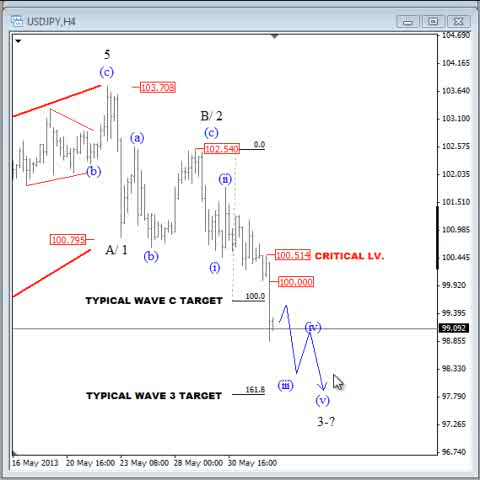 USDJPY,H4
104.690
5
104.165
(c)
103.708
103.640
103.100
B/ 2
(a)
(c)
102.540
0.0
102.575
(b)
(ii)
102.035
101.510
100.795
A/ 1
100.985
(b)
(i)
100.514
CRITICAL LV.
100.445
100.000
99.920
TYPICAL WAVE C TARGET
100.0
99.395
(iv)
99.092
98.855
98.330
(iii)
TYPICAL WAVE 3 TARGET
161.8
(v)
97.790
3-?
97.265
96.740
16 May 2013
20 May 16:00
23 May 08:00
28 May 00:00
30 May 16:00